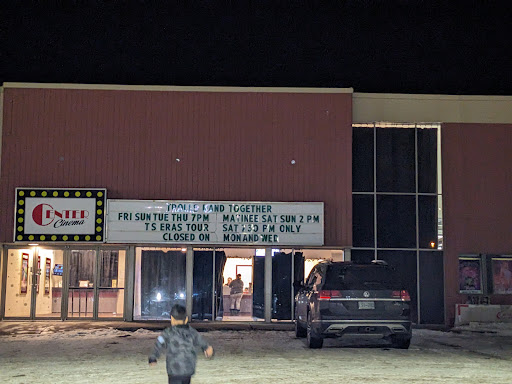 CENTER
Cinema
TROLLS BAND TOGETHER
FRI SUN TUE THU 7PM MATINEE SAT SUN 2 PM
T S ERAS TOUR SAT 7:30 PM ONLY
CLOSED ON MON AND WED